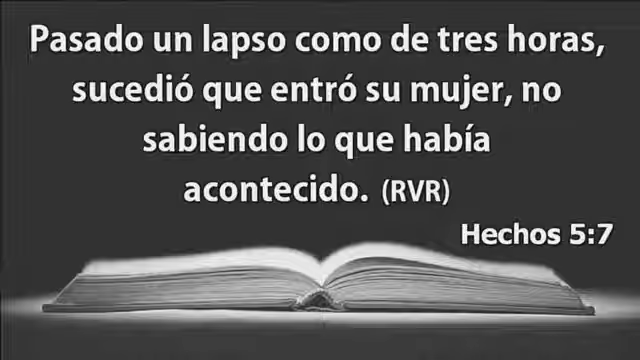 Pasado un lapso como de tres horas,
sucedió que entró su mujer, no
sabiendo lo que había
acontecido. (RVR)
Hechos 5:7